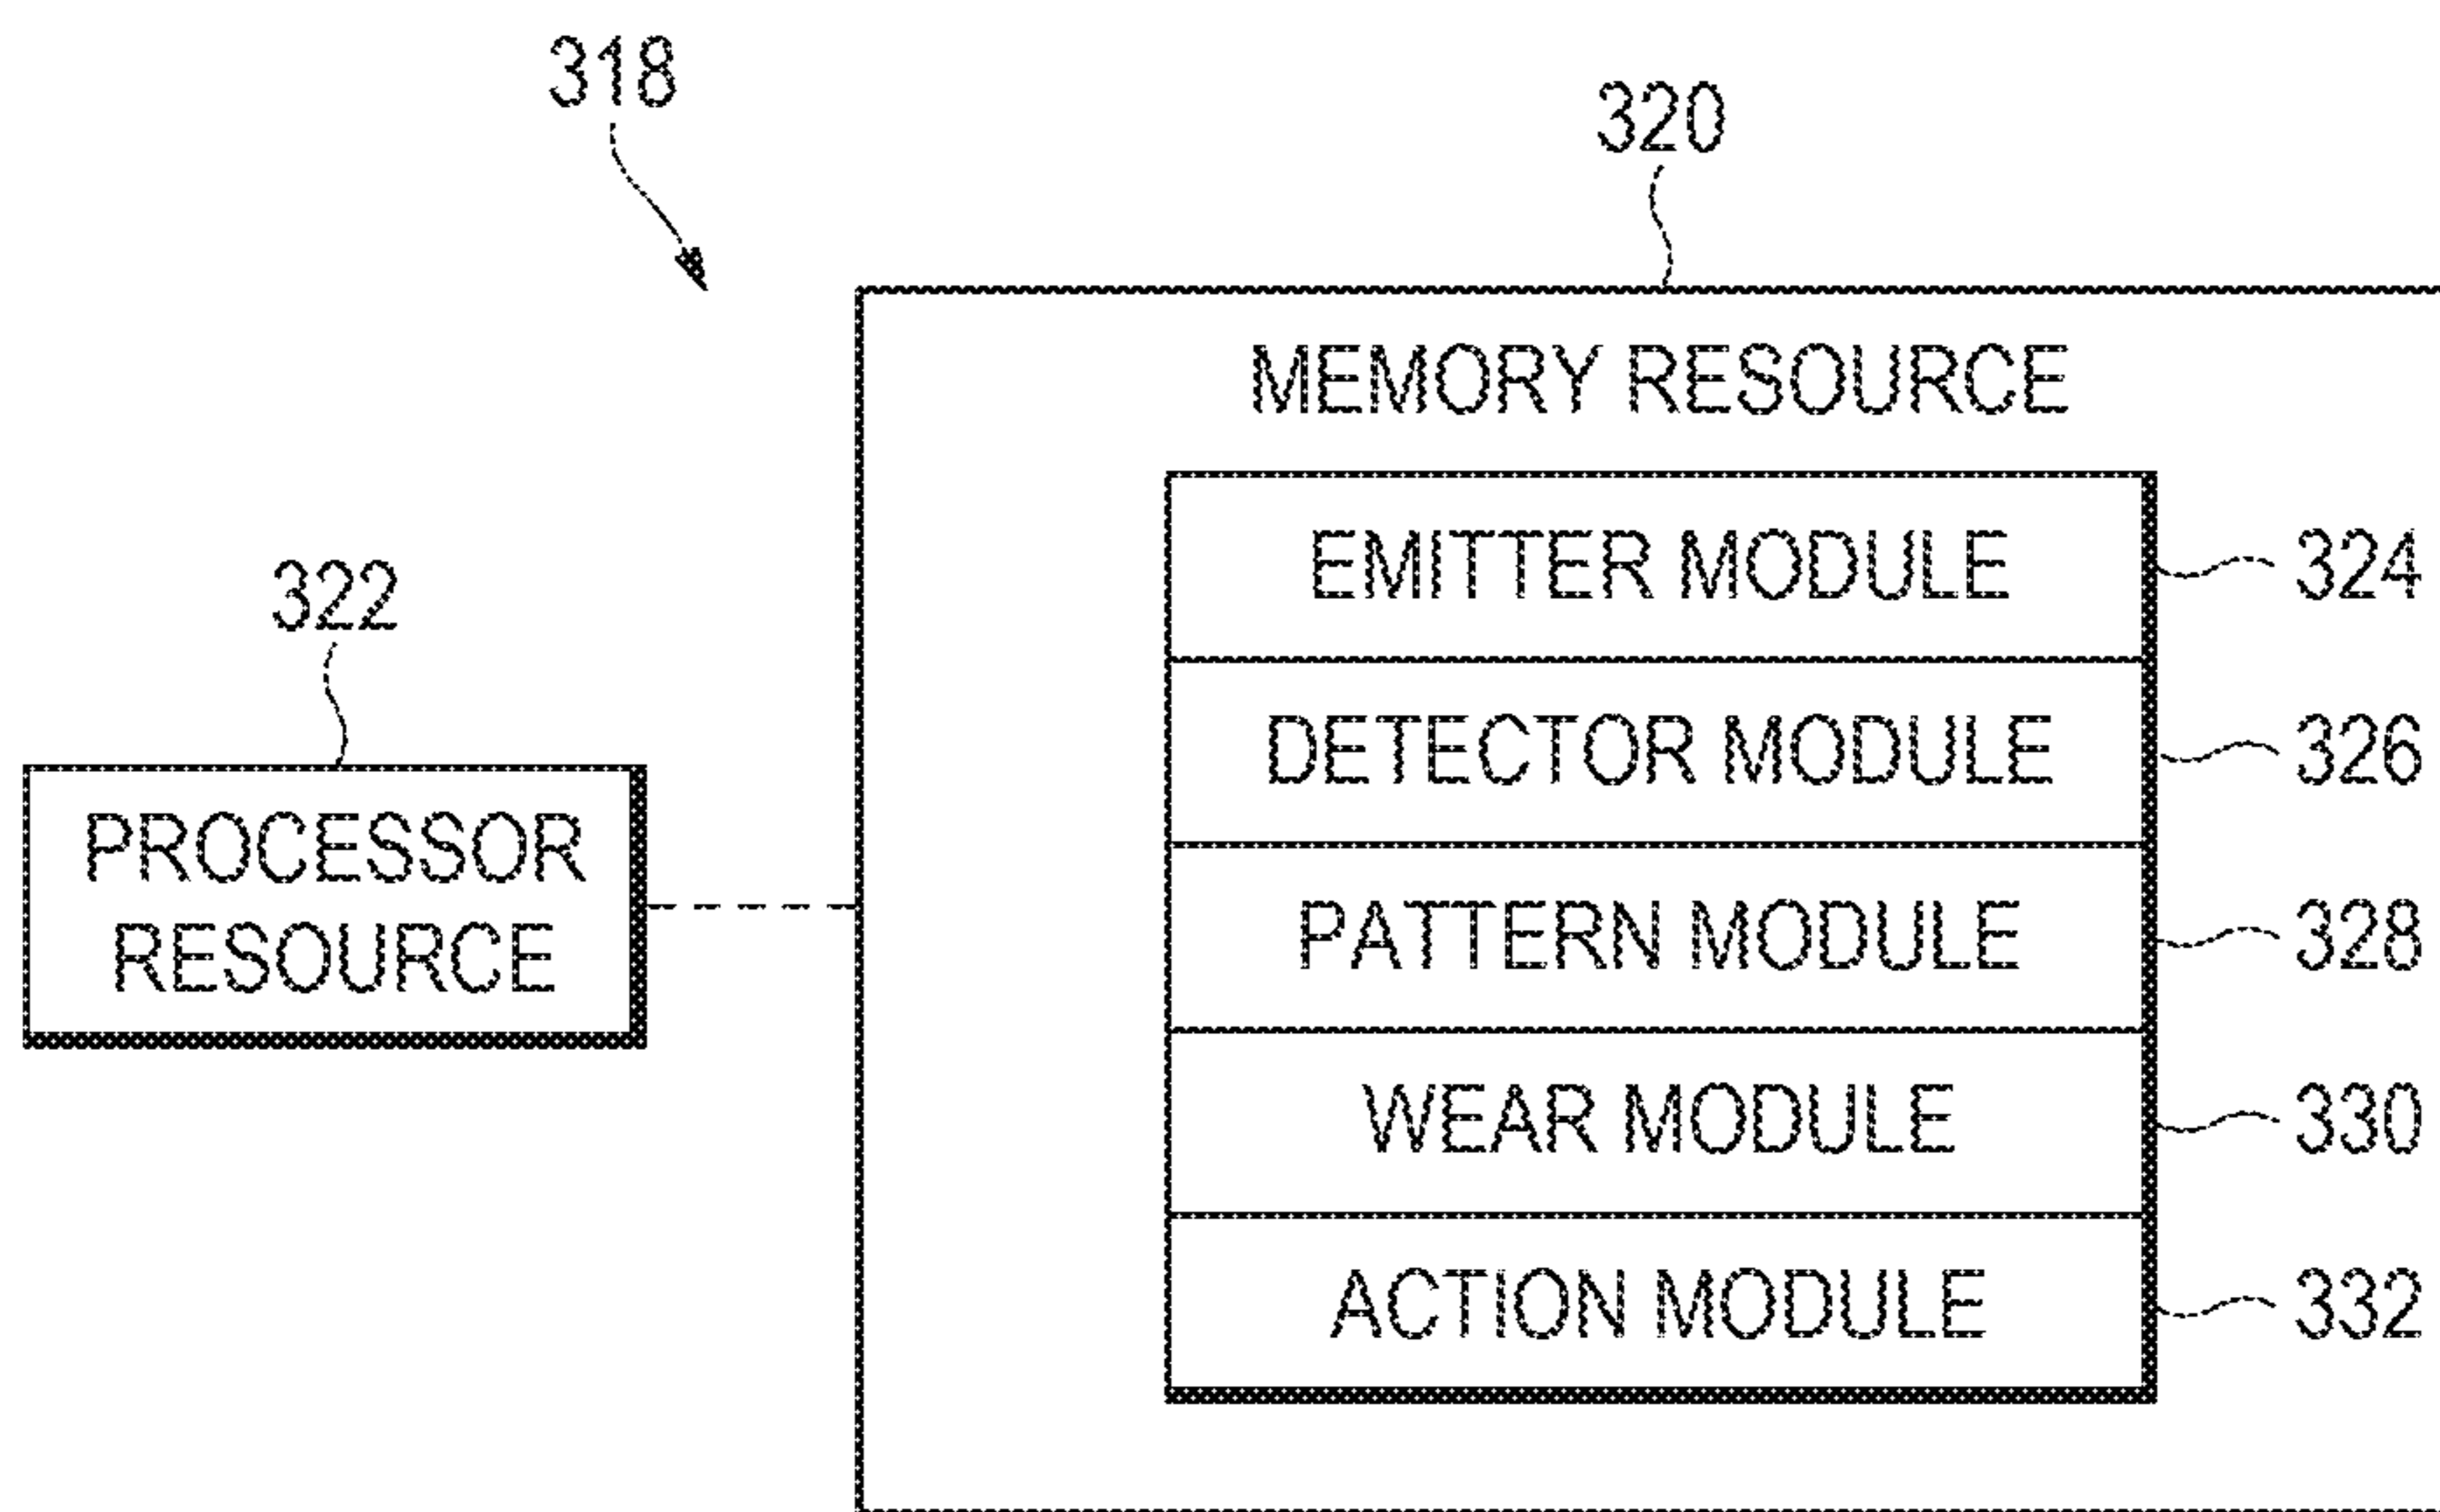 318
320
MEMORY RESOURCE
EMITTER MODULE 324
322
DETECTOR MODULE 326
PROCESSOR
RESOURCE
PATTERN MODULE 328
WEAR MODULE 330
ACTION MODULE 332